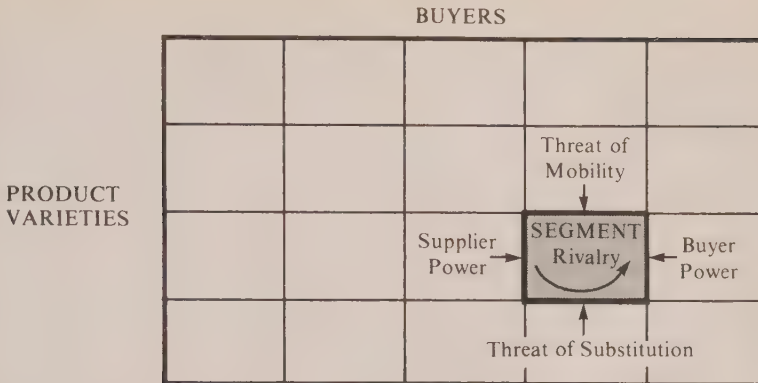 BUYERS
PRODUCT
VARIETIES
Threat of
Mobility
Supplier
Power
SEGMENT
Rivalry
Buyer
Power
Threat of Substitution